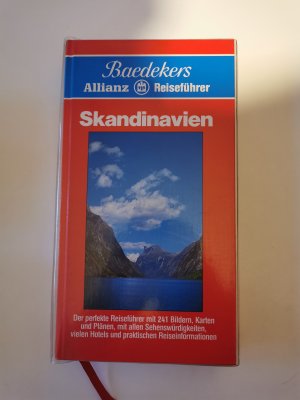 Baedekers
Allianz Reiseführer
Skandinavien
Der perfekte Reiseführer mit 241 Bildern, Karten
und Plänen, mit allen Sehenswürdigkeiten,
vielen Hotels und praktischen Reiseinformationen